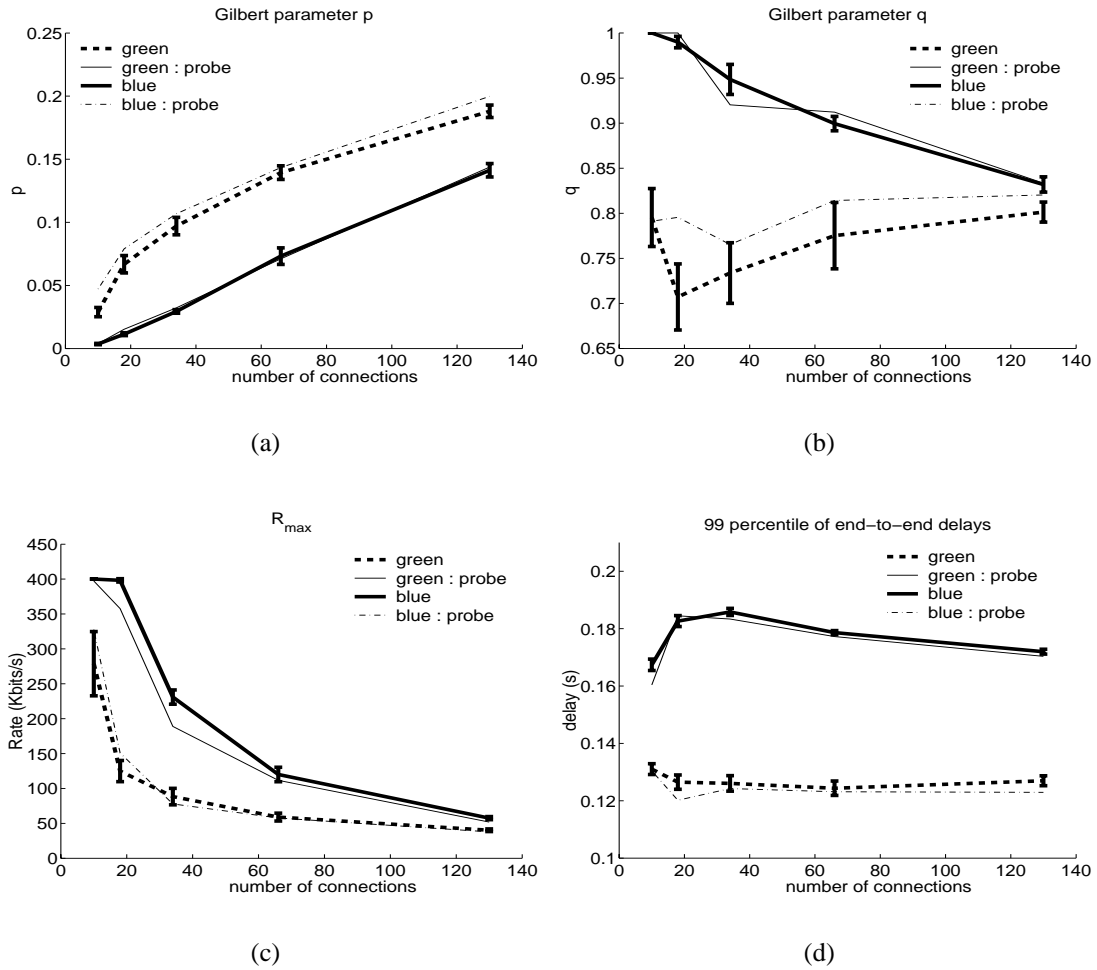 Gilbert parameter p
0.25
0.2
0.15
0.1
0.05
0
p
green
green : probe
blue
blue : probe
0 20 40 60 80 100 120 140
number of connections
(a)
Gilbert parameter q
1
0.95
0.9
0.85
0.8
0.75
0.7
0.65
q
green
green : probe
blue
blue : probe
0 20 40 60 80 100 120 140
number of connections
(b)
R_max
450
400
350
300
250
200
150
100
50
0
Rate (Kbits/s)
green
green : probe
blue
blue : probe
0 20 40 60 80 100 120 140
number of connections
(c)
99 percentile of end−to−end delays
0.2
0.18
0.16
0.14
0.12
0.1
delay (s)
green
green : probe
blue
blue : probe
0 20 40 60 80 100 120 140
number of connections
(d)